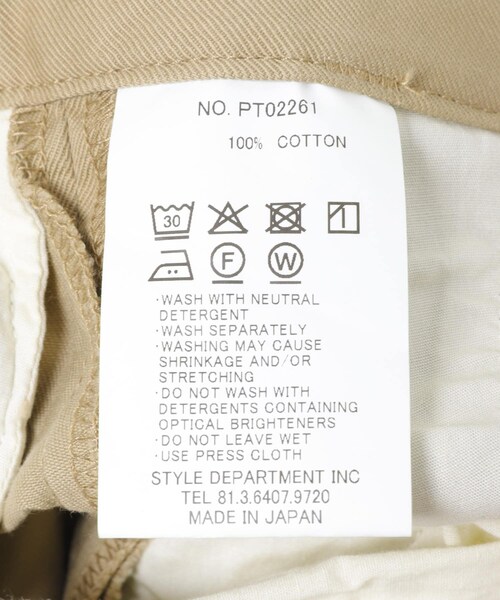 NO. PT02261
100% COTTON
30
F W
·WASH WITH NEUTRAL
DETERGENT
·WASH SEPARATELY
·WASHING MAY CAUSE
SHRINKAGE AND/OR
STRETCHING
·DO NOT WASH WITH
DETERGENTS CONTAINING
OPTICAL BRIGHTENERS
·DO NOT LEAVE WET
·USE PRESS CLOTH
STYLE DEPARTMENT INC
TEL 81.3.6407.9720
MADE IN JAPAN